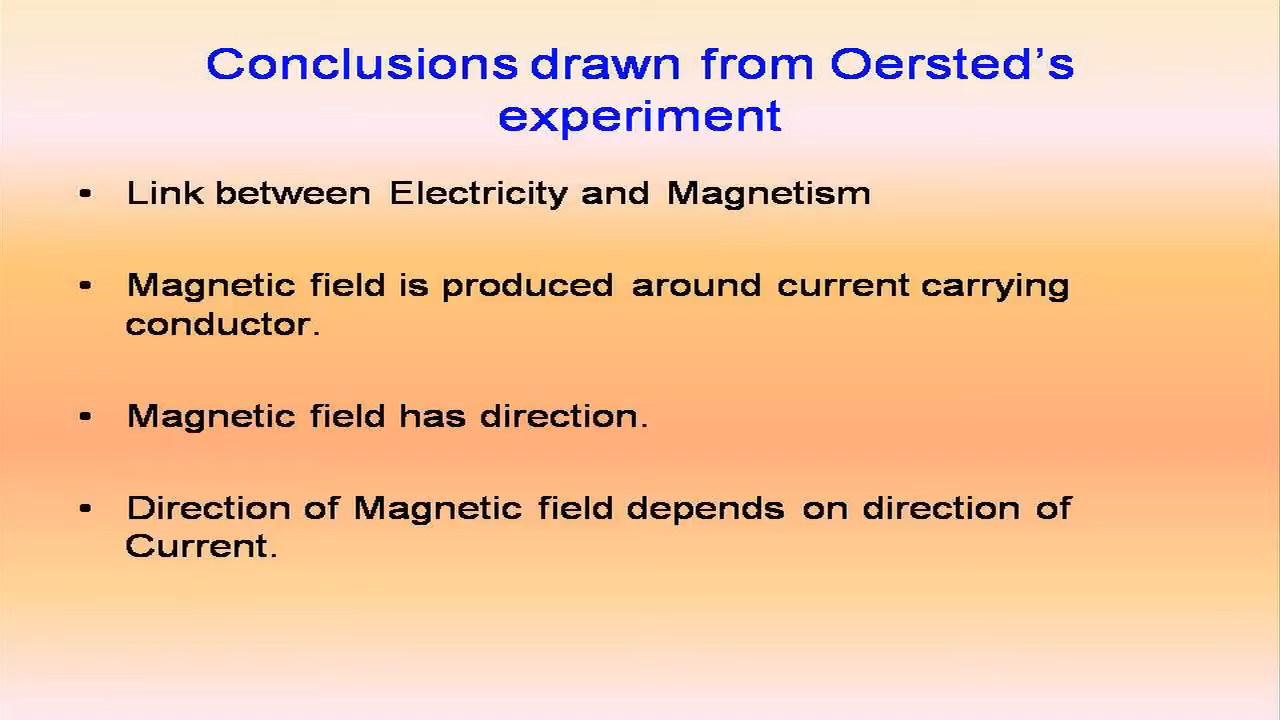 Conclusions drawn from Oersted's
experiment
• Link between Electricity and Magnetism
• Magnetic field is produced around current carrying
conductor.
• Magnetic field has direction.
• Direction of Magnetic field depends on direction of
Current.